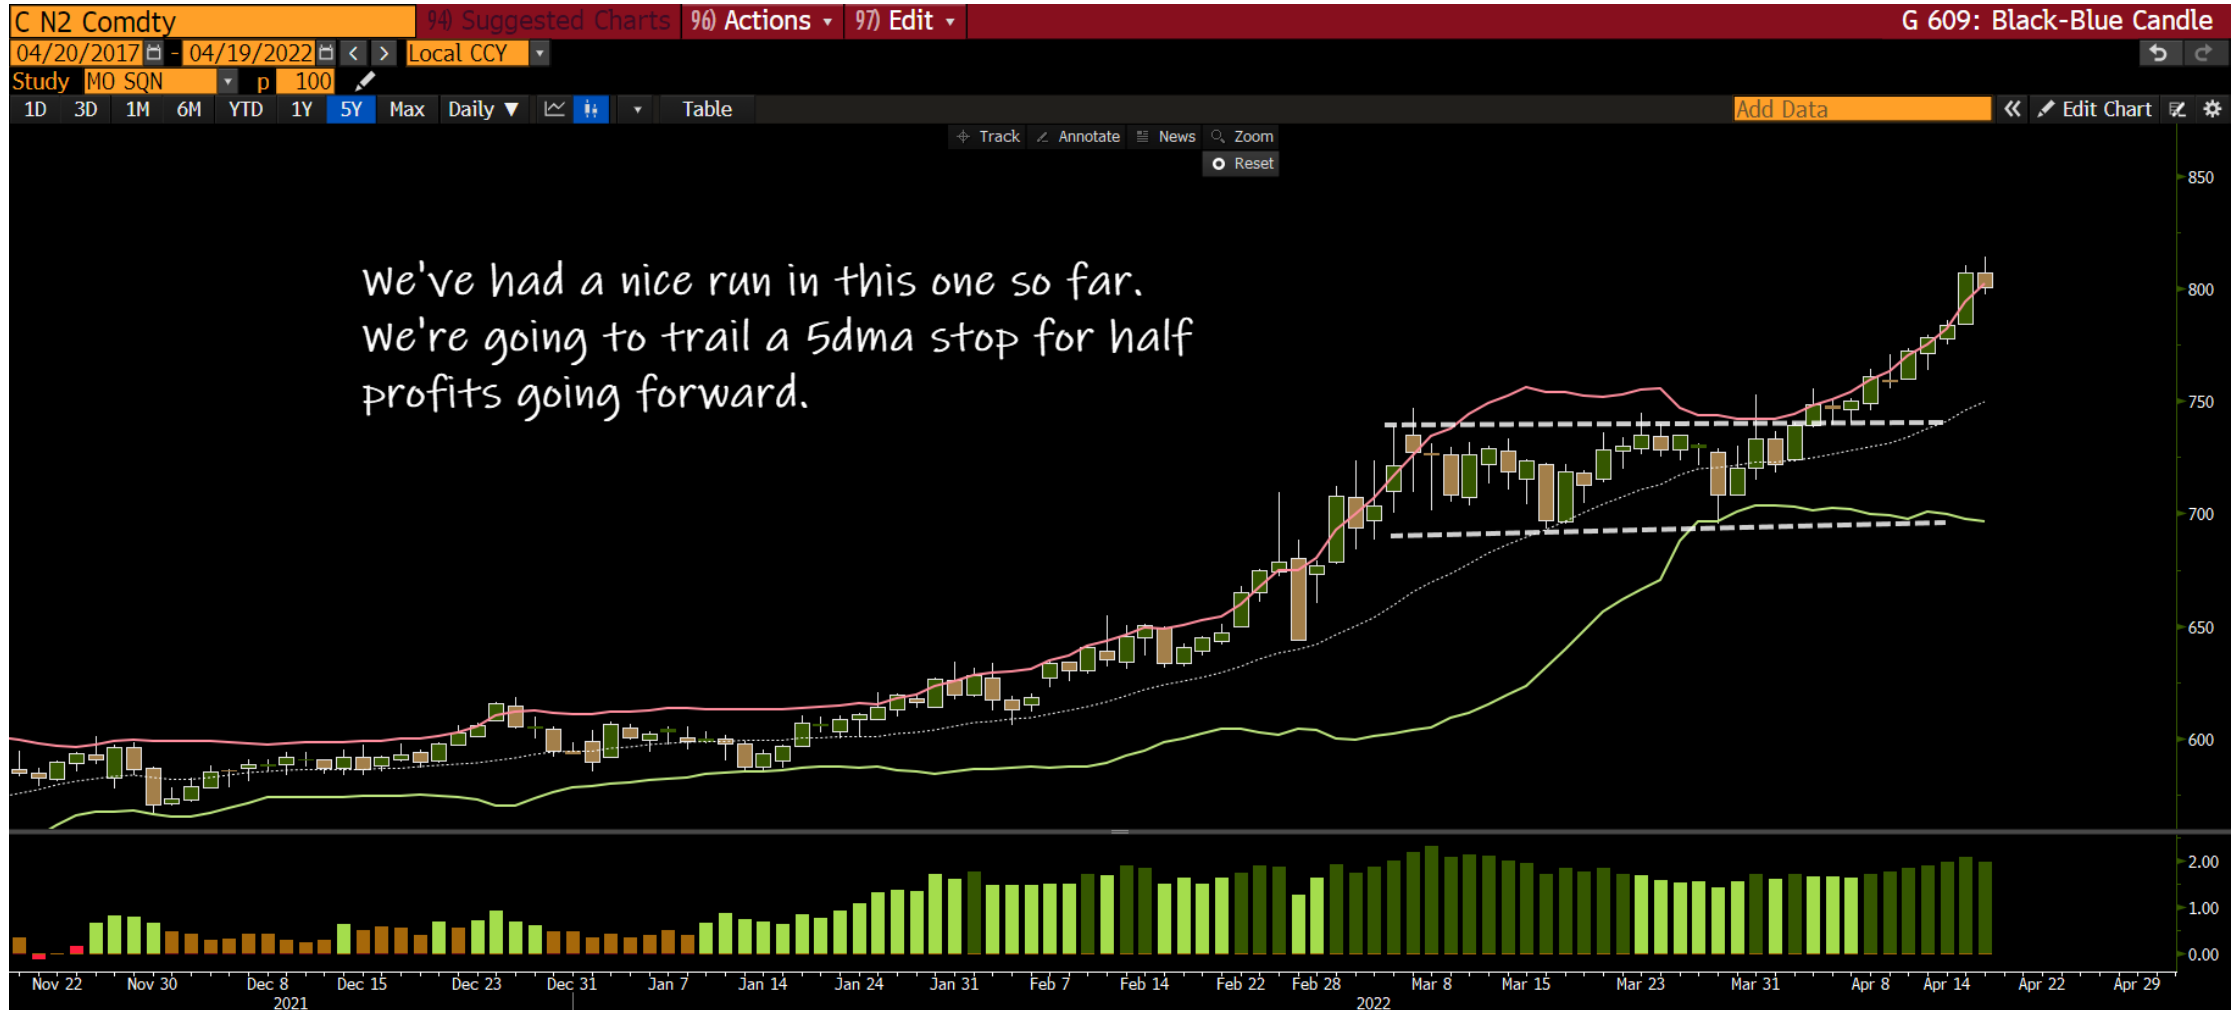 C N2 Comdty 94) Suggested Charts 96) Actions 97) Edit G 609: Black-Blue Candle
04/20/2017 - 04/19/2022 Local CCY
Study MO SQN p 100
1D 3D 1M 6M YTD 1Y 5Y Max Daily ▼ Table Add Data « Edit Chart
Track Annotate News Zoom
Reset
We've had a nice run in this one so far.
We're going to trail a 5dma stop for half
profits going forward.
850
800
750
700
650
600
2.00
1.00
0.00
Nov 22 Nov 30 Dec 8 Dec 15 Dec 23 Dec 31 Jan 7 Jan 14 Jan 24 Jan 31 Feb 7 Feb 14 Feb 22 Feb 28 Mar 8 Mar 15 Mar 23 Mar 31 Apr 8 Apr 14 Apr 22 Apr 29
2021 2022